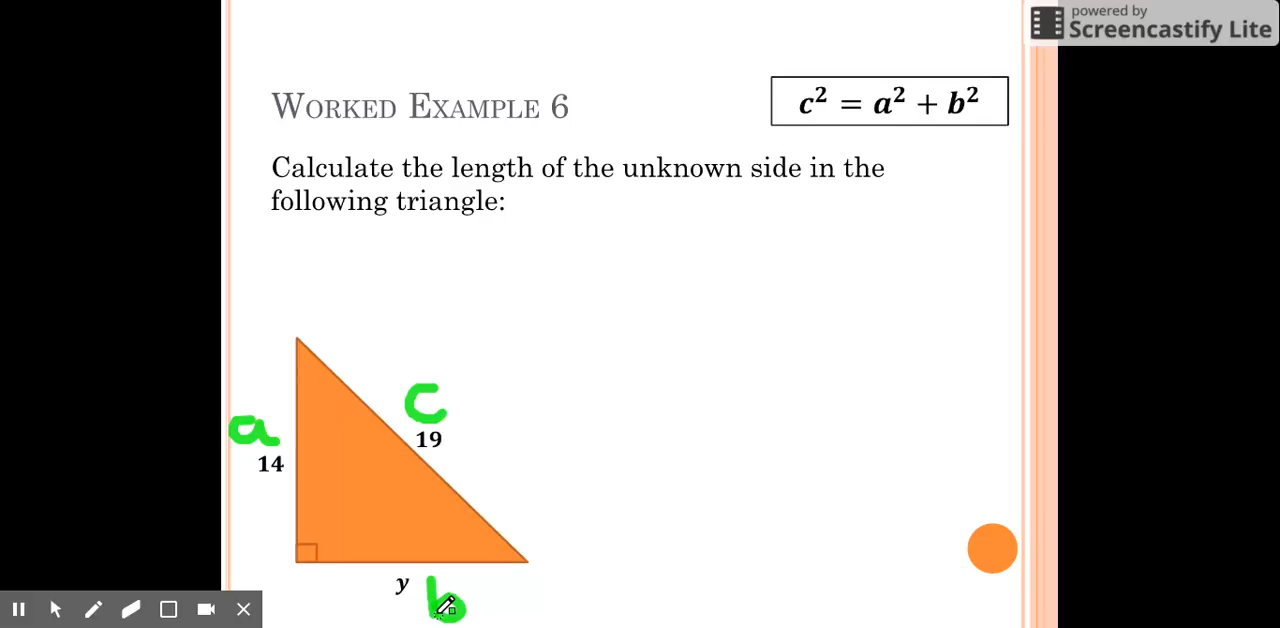 powered by
Screencastify Lite
WORKED EXAMPLE 6
c² = a² + b²
Calculate the length of the unknown side in the
following triangle:
c
19
a
14
y
b